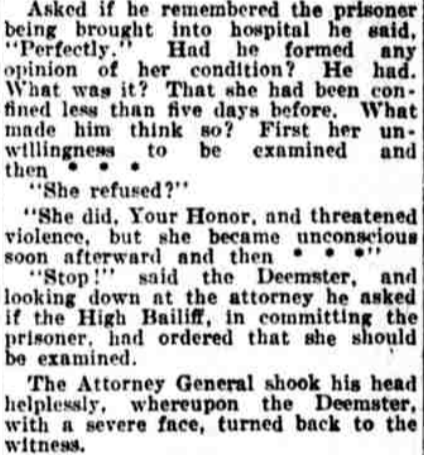 Asked if he remembered the prisoner
being brought into hospital he said,
"Perfectly." Had he formed any
opinion of her condition? He had.
What was it? That she had been con-
fined less than five days before. What
made him think so? First her un-
willingness to be examined and
then * * *
"She refused?"
"She did, Your Honor, and threatened
violence, but she became unconscious
soon afterward and then * * *"
"Stop!" said the Deemster, and
looking down at the attorney he asked
if the High Bailiff, in committing the
prisoner, had ordered that she should
be examined.
The Attorney General shook his head
helplessly, whereupon the Deemster,
with a severe face, turned back to the
witness.